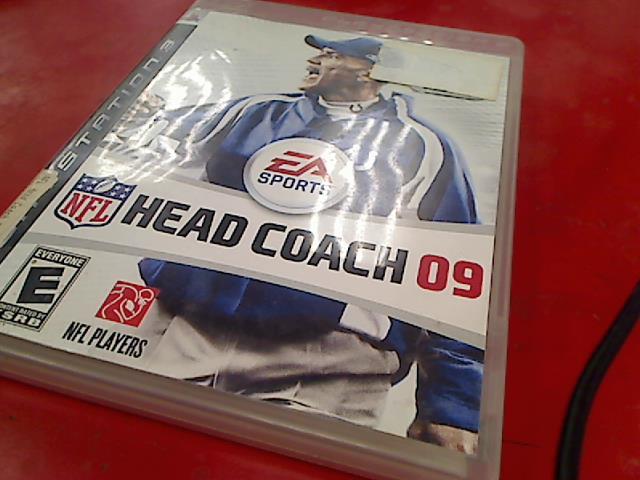 STATION 3
EA
SPORTS
NFL
HEAD COACH 09
EVERYONE
E
ESRB
NFL PLAYERS